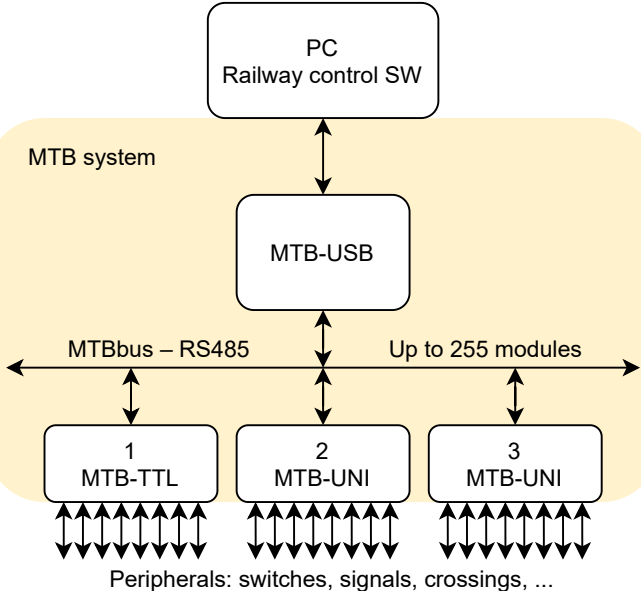 PC
Railway control SW
MTB system
MTB-USB
MTBbus – RS485
Up to 255 modules
1
MTB-TTL
2
MTB-UNI
3
MTB-UNI
Peripherals: switches, signals, crossings, ...